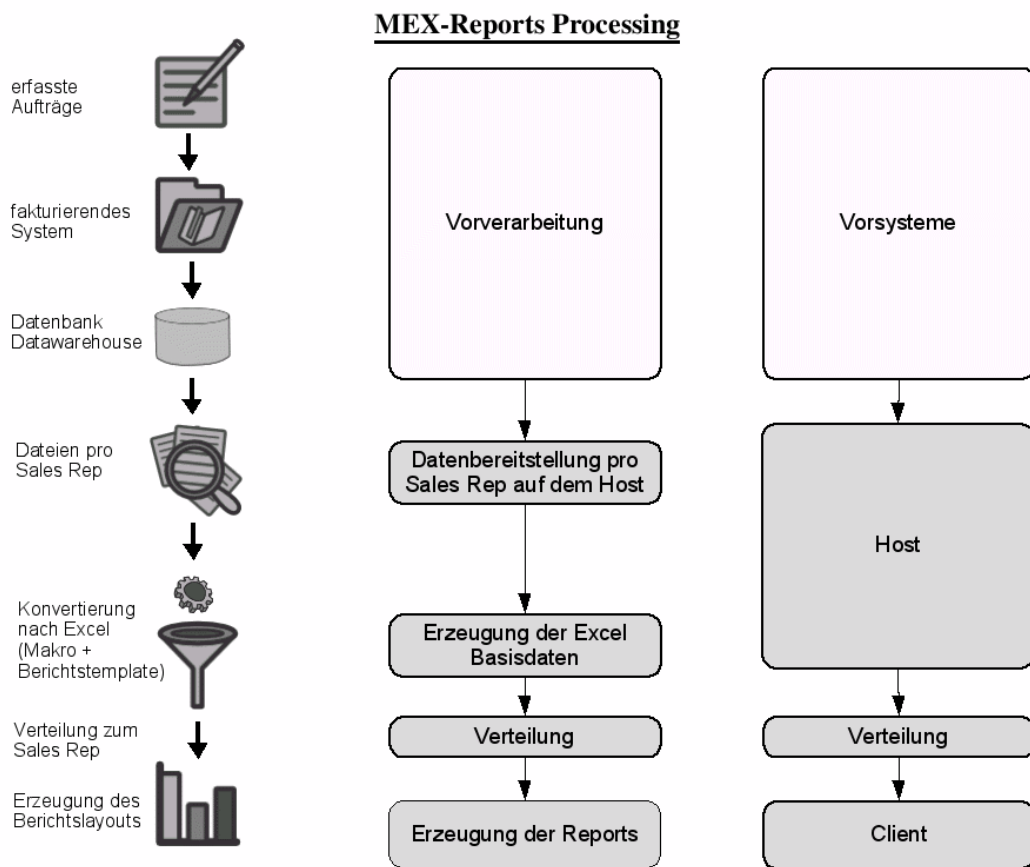 MEX-Reports Processing
erfasste
Aufträge
fakturierendes
System
Datenbank
Datawarehouse
Dateien pro
Sales Rep
Konvertierung
nach Excel
(Makro +
Berichtstemplate)
Verteilung zum
Sales Rep
Erzeugung des
Berichtslayouts
Vorverarbeitung
Datenbereitstellung pro
Sales Rep auf dem Host
Erzeugung der Excel
Basisdaten
Verteilung
Erzeugung der Reports
Vorsysteme
Host
Verteilung
Client